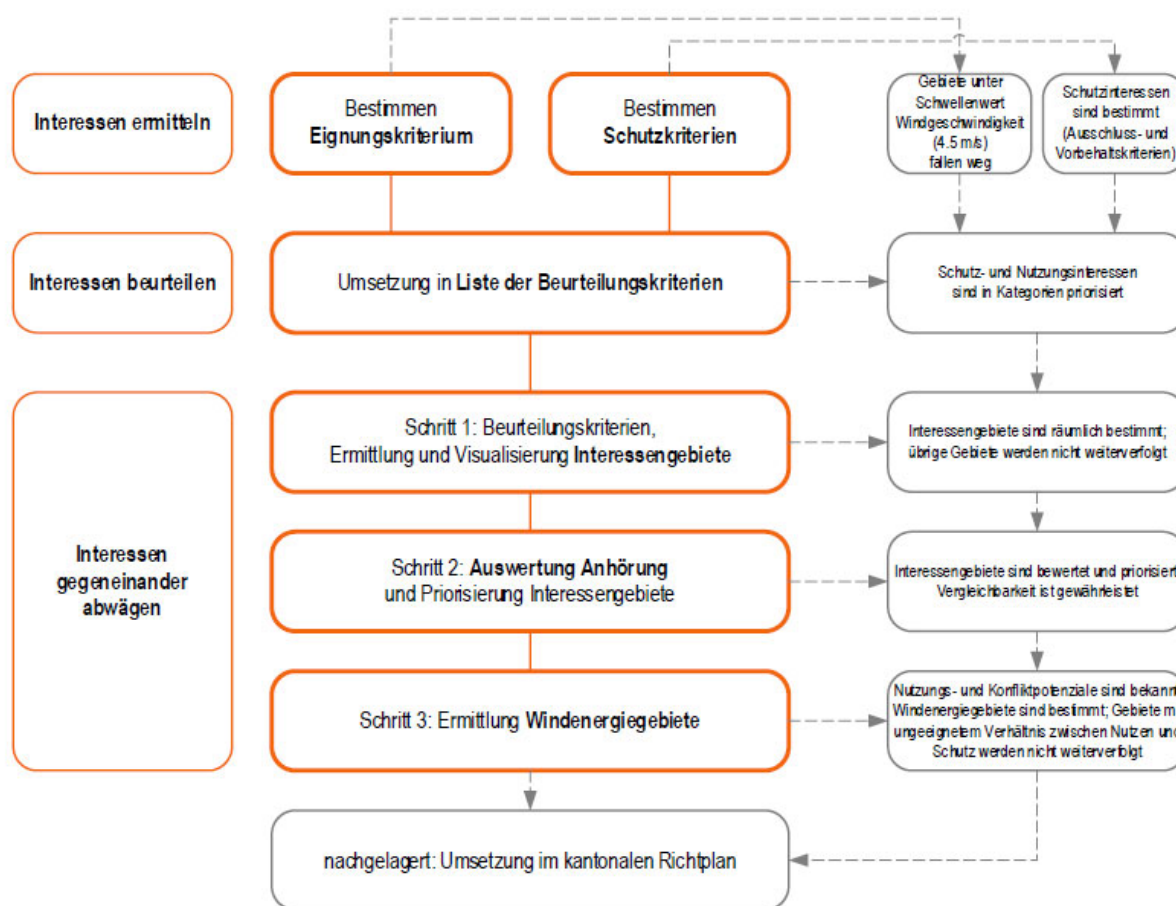 Interessen ermitteln
Bestimmen
Eignungskriterium
Bestimmen
Schutzkriterien
Gebiete unter
Schwellenwert
Windgeschwindigkeit
(4.5 m/s)
fallen weg
Schutzinteressen
sind bestimmt
(Ausschluss- und
Vorbehaltskriterien)
Interessen beurteilen
Umsetzung in Liste der Beurteilungskriterien
Schutz- und Nutzungsinteressen
sind in Kategorien priorisiert
Interessen
gegeneinander
abwägen
Schritt 1: Beurteilungskriterien,
Ermittlung und Visualisierung Interessengebiete
Interessengebiete sind räumlich bestimmt;
übrige Gebiete werden nicht weiterverfolgt
Schritt 2: Auswertung Anhörung
und Priorisierung Interessengebiete
Interessengebiete sind bewertet und priorisiert
Vergleichbarkeit ist gewährleistet
Schritt 3: Ermittlung Windenergiegebiete
Nutzungs- und Konfliktpotenziale sind bekannt
Windenergiegebiete sind bestimmt; Gebiete m
ungeeignetem Verhältnis zwischen Nutzen und
Schutz werden nicht weiterverfolgt
nachgelagert: Umsetzung im kantonalen Richtplan